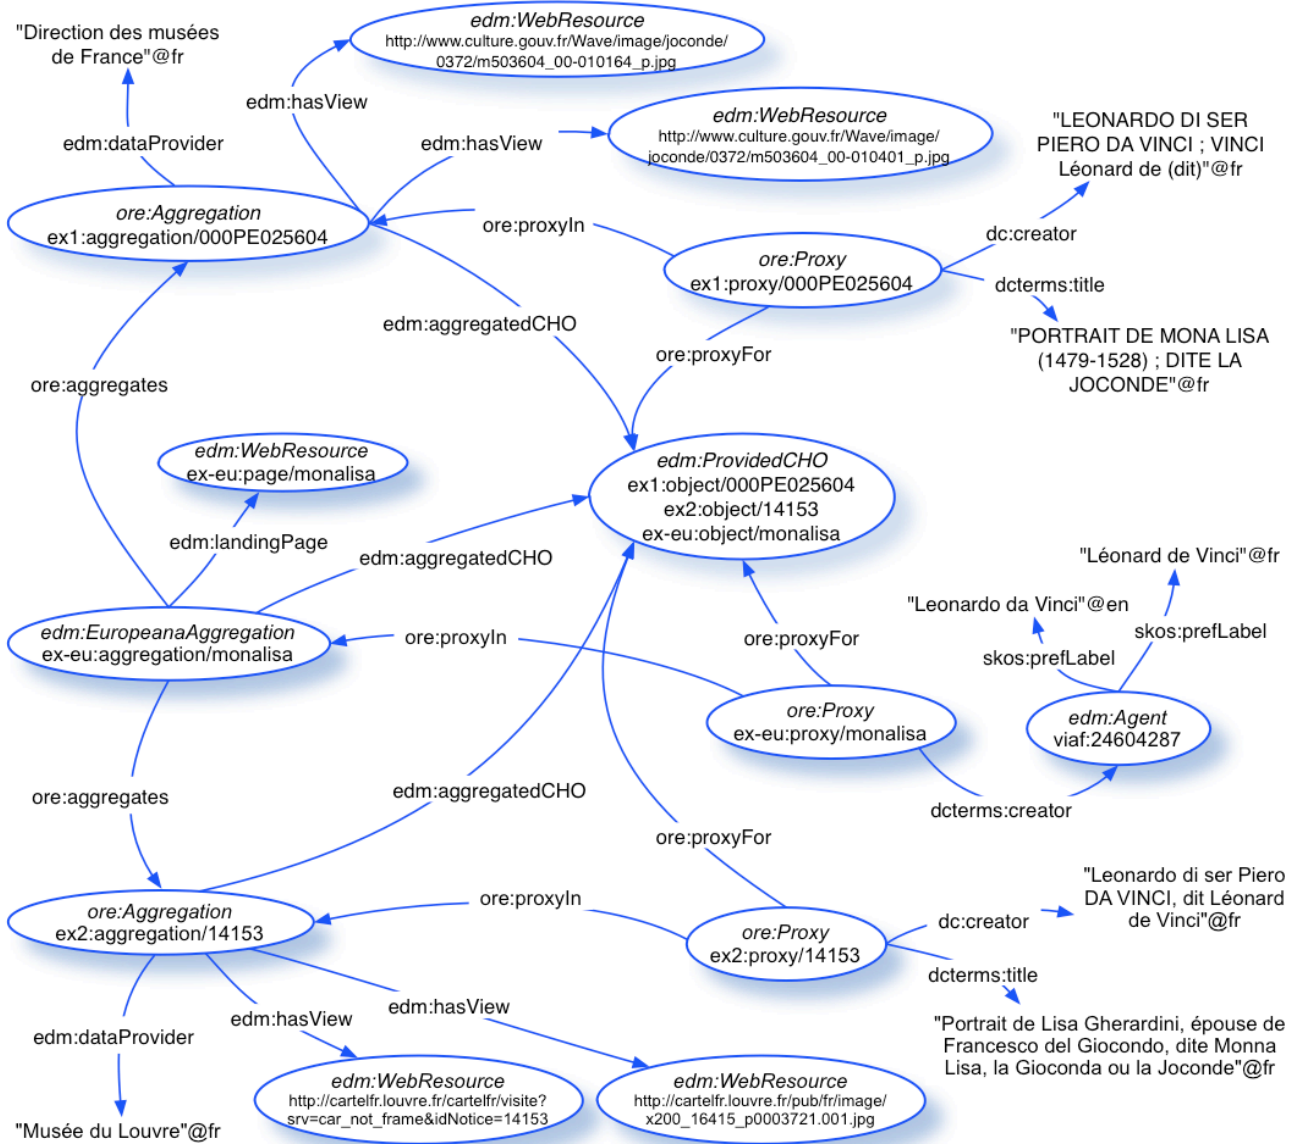 "Direction des musées
de France"@fr
edm:WebResource
http://www.culture.gouv.fr/Wave/image/joconde/
0372/m503604_00-010164_p.jpg
edm:hasView
edm:dataProvider
edm:hasView
edm:WebResource
http://www.culture.gouv.fr/Wave/image/
joconde/0372/m503604_00-010401_p.jpg
"LEONARDO DI SER
PIERO DA VINCI ; VINCI
Léonard de (dit)"@fr
ore:Aggregation
ex1:aggregation/000PE025604
ore:proxyIn
dc:creator
ore:Proxy
ex1:proxy/000PE025604
dcterms:title
edm:aggregatedCHO
ore:proxyFor
"PORTRAIT DE MONA LISA
(1479-1528) ; DITE LA
JOCONDE"@fr
ore:aggregates
edm:WebResource
ex-eu:page/monalisa
edm:ProvidedCHO
ex1:object/000PE025604
ex2:object/14153
ex-eu:object/monalisa
edm:landingPage
edm:aggregatedCHO
"Léonard de Vinci"@fr
"Leonardo da Vinci"@en
skos:prefLabel
skos:prefLabel
edm:EuropeanaAggregation
ex-eu:aggregation/monalisa
ore:proxyIn
ore:proxyFor
ore:Proxy
ex-eu:proxy/monalisa
edm:Agent
viaf:24604287
ore:aggregates
edm:aggregatedCHO
dcterms:creator
ore:proxyFor
ore:Aggregation
ex2:aggregation/14153
ore:proxyIn
ore:Proxy
ex2:proxy/14153
dc:creator
"Leonardo di ser Piero
DA VINCI, dit Léonard
de Vinci"@fr
dcterms:title
"Portrait de Lisa Gherardini, épouse de
Francesco del Giocondo, dite Monna
Lisa, la Gioconda ou la Joconde"@fr
edm:dataProvider
edm:hasView
edm:hasView
"Musée du Louvre"@fr
edm:WebResource
http://cartelfr.louvre.fr/cartelfr/visite?
srv=car_not_frame&idNotice=14153
edm:WebResource
http://cartelfr.louvre.fr/pub/fr/image/
x200_16415_p0003721.001.jpg